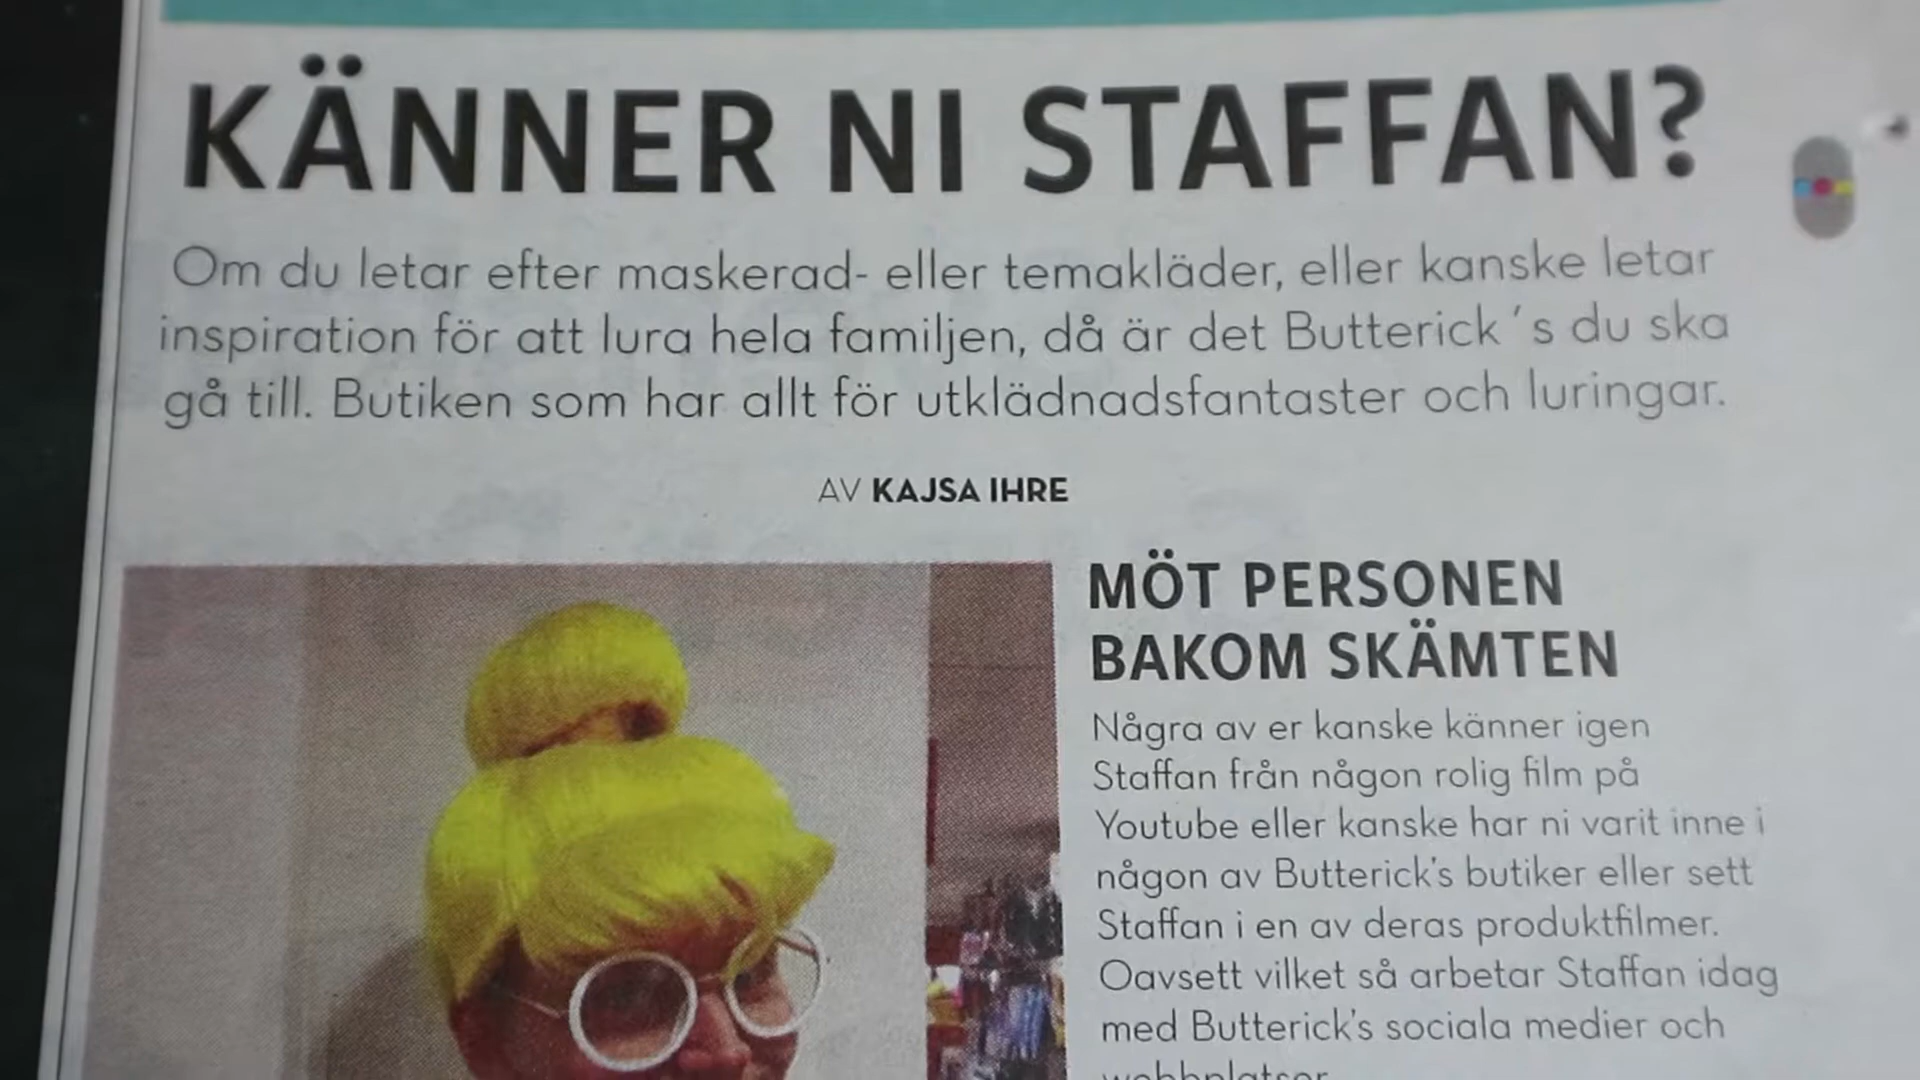 KÄNNER NI STAFFAN?
Om du letar efter maskerad- eller temakläder, eller kanske letar
inspiration för att lura hela familjen, då är det Butterick ´s du ska
gå till. Butiken som har allt för utklädnadsfantaster och luringar.
AV KAJSA IHRE
MÖT PERSONEN
BAKOM SKÄMTEN
Några av er kanske känner igen
Staffan från någon rolig film på
Youtube eller kanske har ni varit inne i
någon av Butterick's butiker eller sett
Staffan i en av deras produktfilmer.
Oavsett vilket så arbetar Staffan idag
med Butterick's sociala medier och
webbplatser